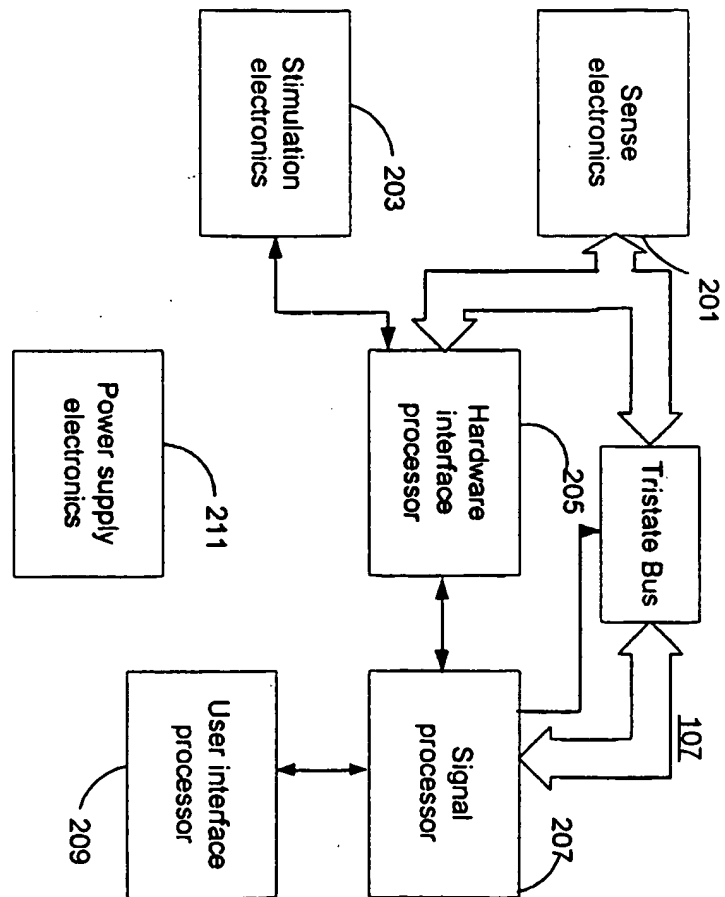 201
107
Sense
electronics
Tristate Bus
205
207
Hardware
interface
processor
Signal
processor
203
Stimulation
electronics
211
Power supply
electronics
User interface
processor
209